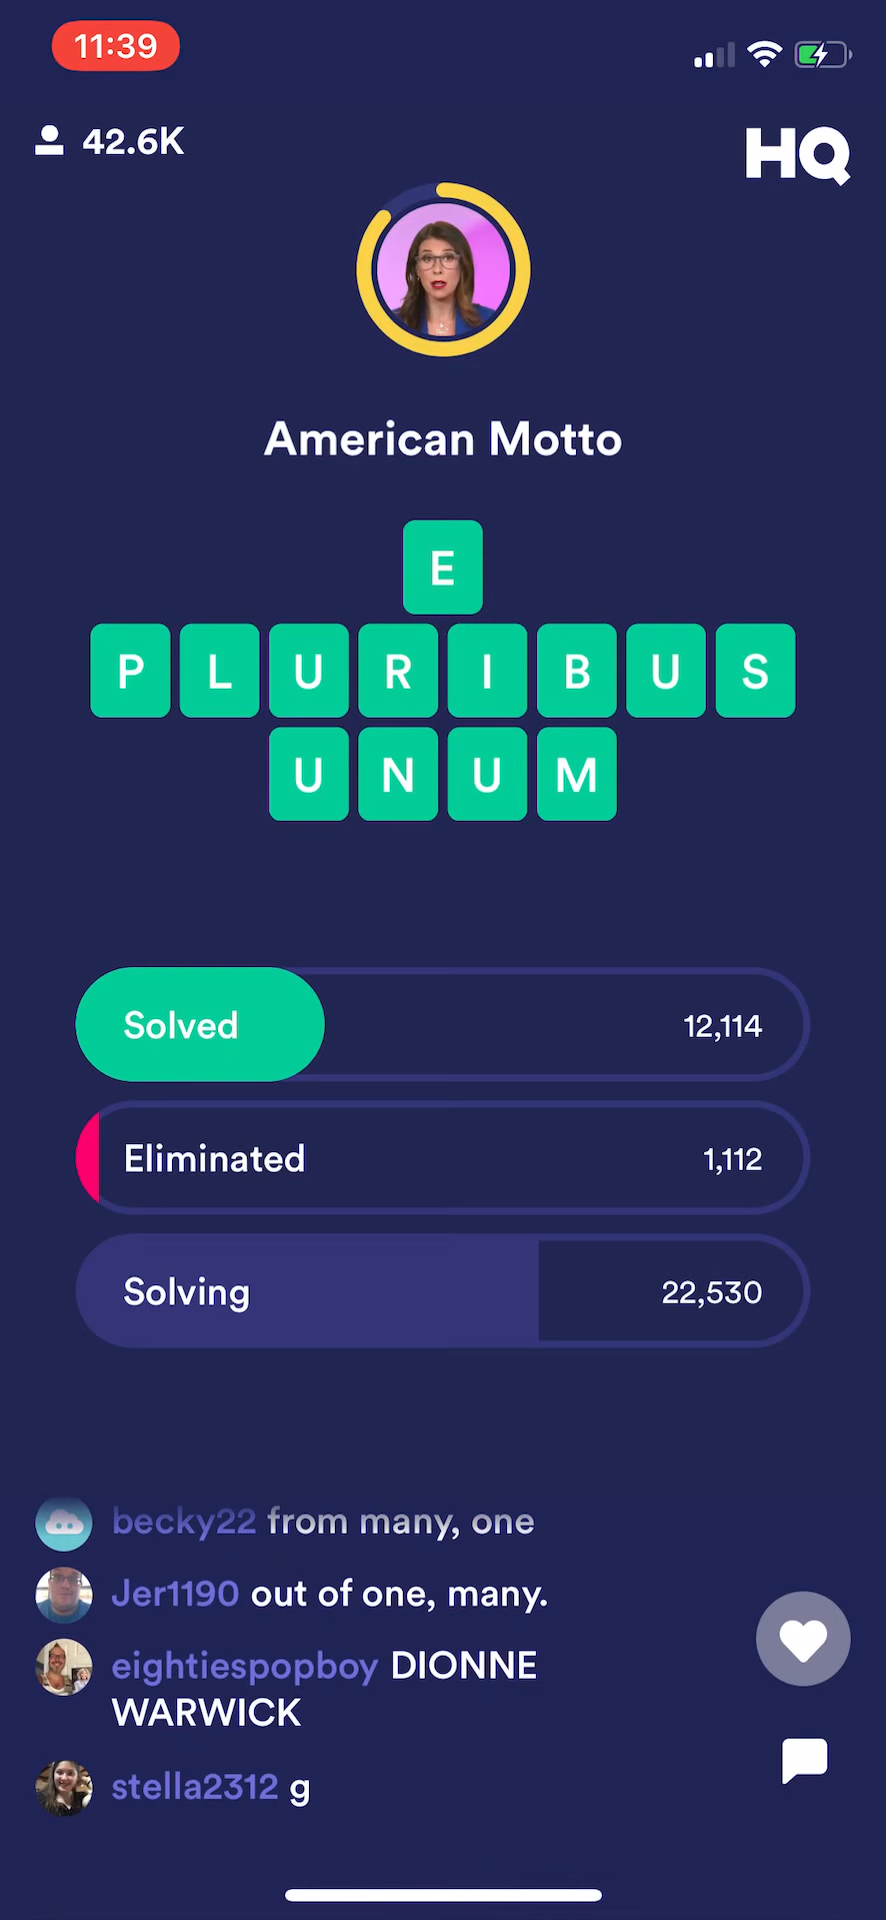 11:39
42.6K
HQ
American Motto
E
PLURIBUS
UNUM
Solved 12,114
Eliminated 1,112
Solving 22,530
becky22 from many, one
Jer1190 out of one, many.
eightiespopboy DIONNE
WARWICK
stella2312 g